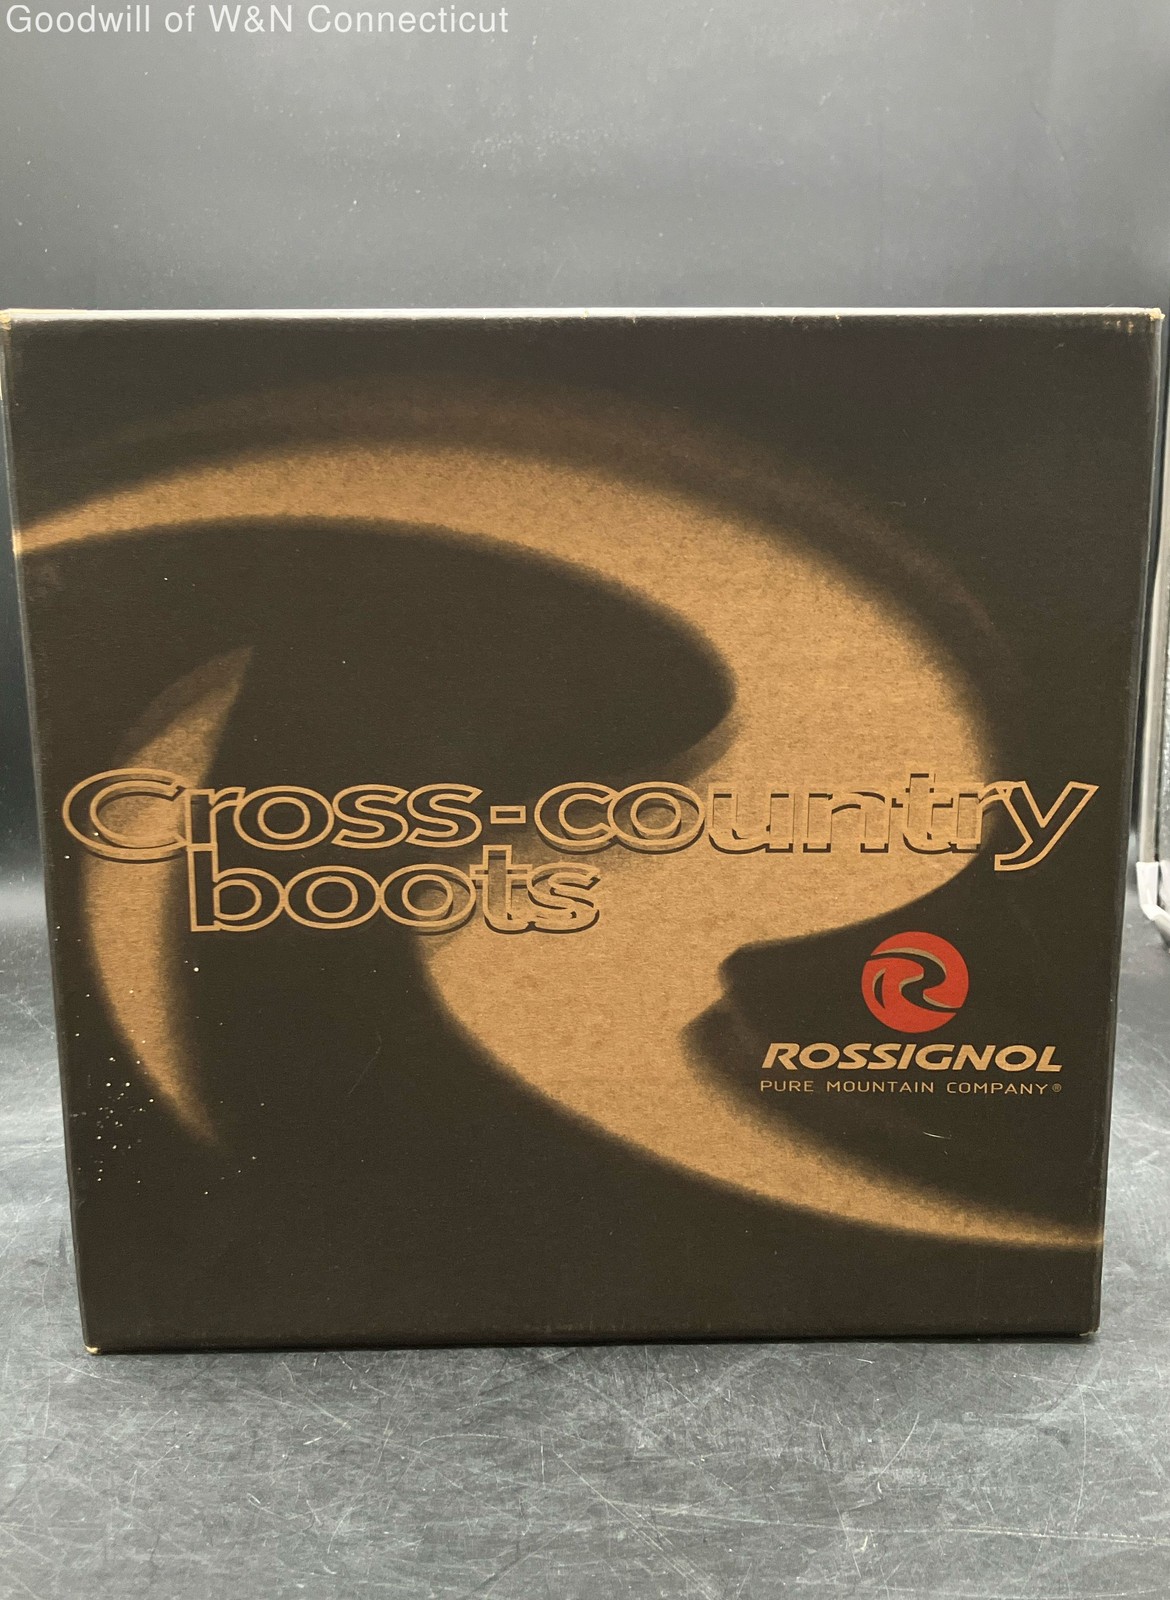 Goodwill of W&N Connecticut
Cross-country
boots
ROSSIGNOL
PURE MOUNTAIN COMPANY®